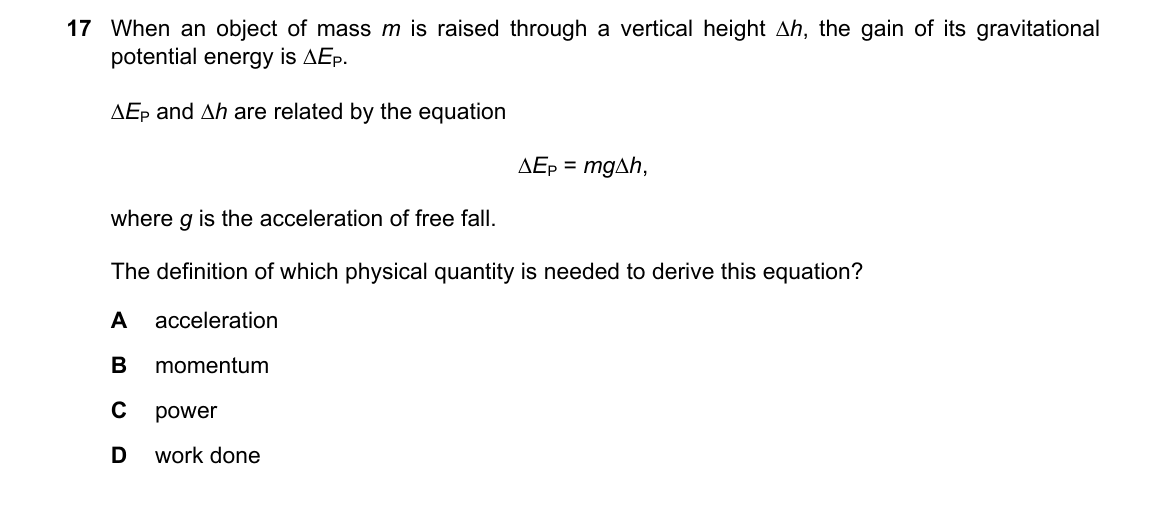 17 When an object of mass m is raised through a vertical height Δh, the gain of its gravitational
potential energy is ΔEP.
ΔEP and Δh are related by the equation
ΔEP = mgΔh,
where g is the acceleration of free fall.
The definition of which physical quantity is needed to derive this equation?
A acceleration
B momentum
C power
D work done